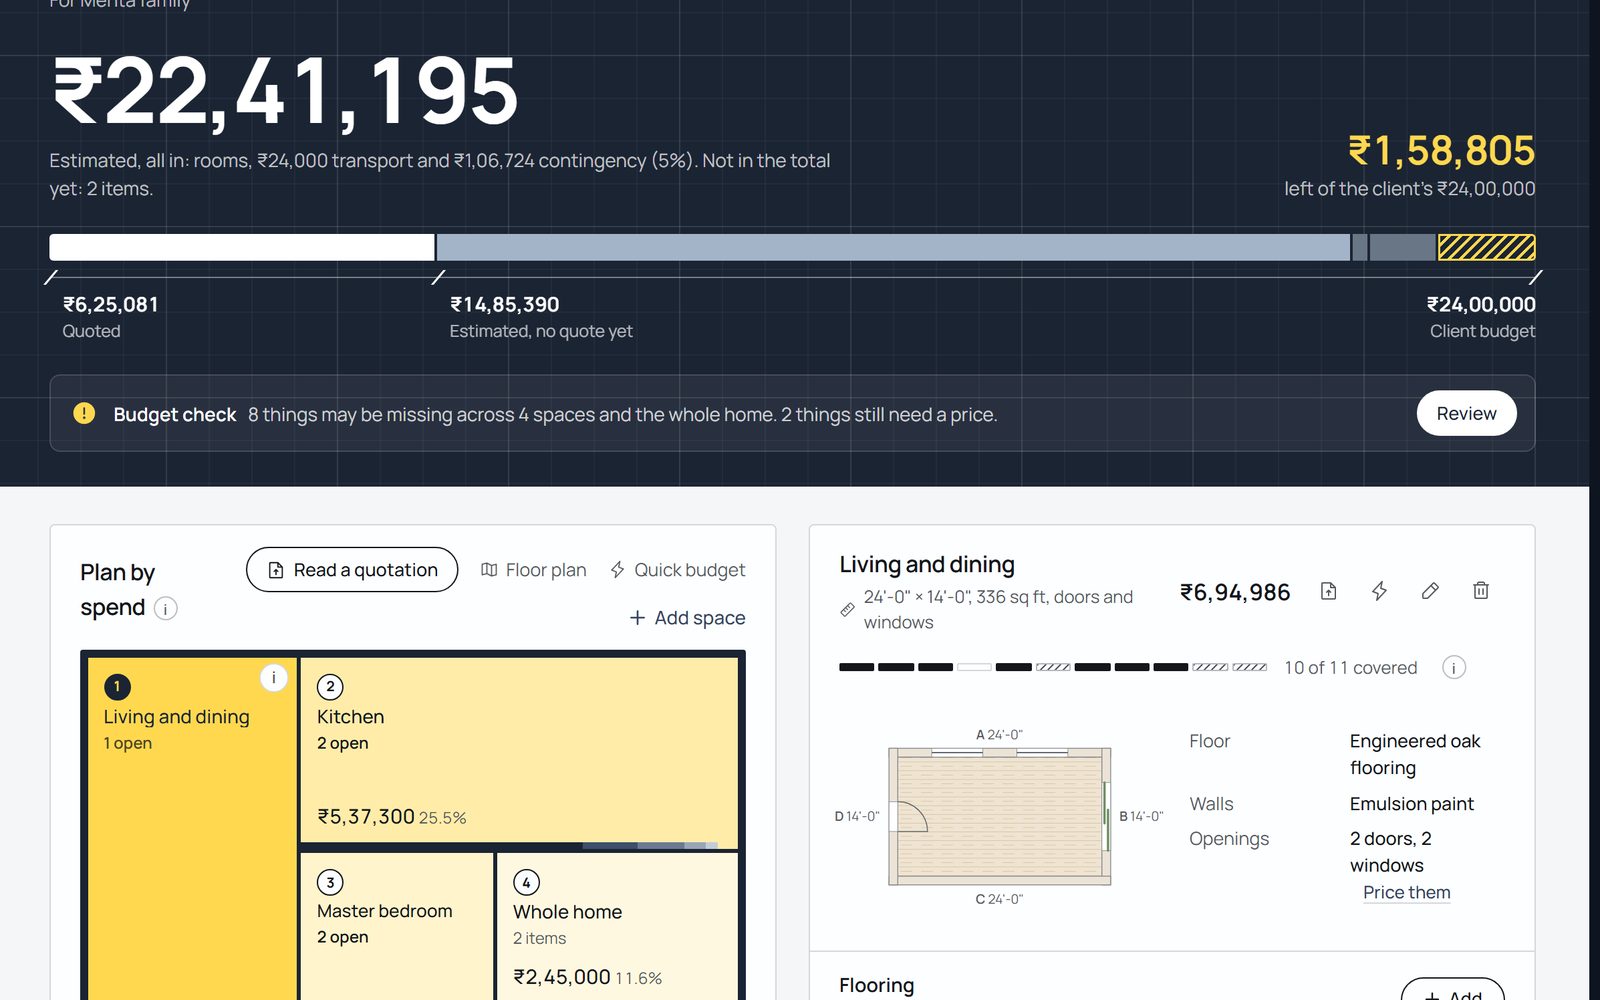 For Menta family
₹22,41,195
Estimated, all in: rooms, ₹24,000 transport and ₹1,06,724 contingency (5%). Not in the total
yet: 2 items.
₹1,58,805
left of the client's ₹24,00,000
₹6,25,081
Quoted
₹14,85,390
Estimated, no quote yet
₹24,00,000
Client budget
! Budget check 8 things may be missing across 4 spaces and the whole home. 2 things still need a price.
Review
Plan by
spend i
Read a quotation
Floor plan
Quick budget
+ Add space
1
i
Living and dining
1 open
2
Kitchen
2 open
₹5,37,300 25.5%
3
Master bedroom
2 open
4
Whole home
2 items
₹2,45,000 11.6%
Living and dining
24'-0" × 14'-0", 336 sq ft, doors and
windows
₹6,94,986
10 of 11 covered i
A 24'-0"
D 14'-0"
B 14'-0"
C 24'-0"
Floor
Engineered oak
flooring
Walls
Emulsion paint
Openings
2 doors, 2
windows
Price them
Flooring
+ Add